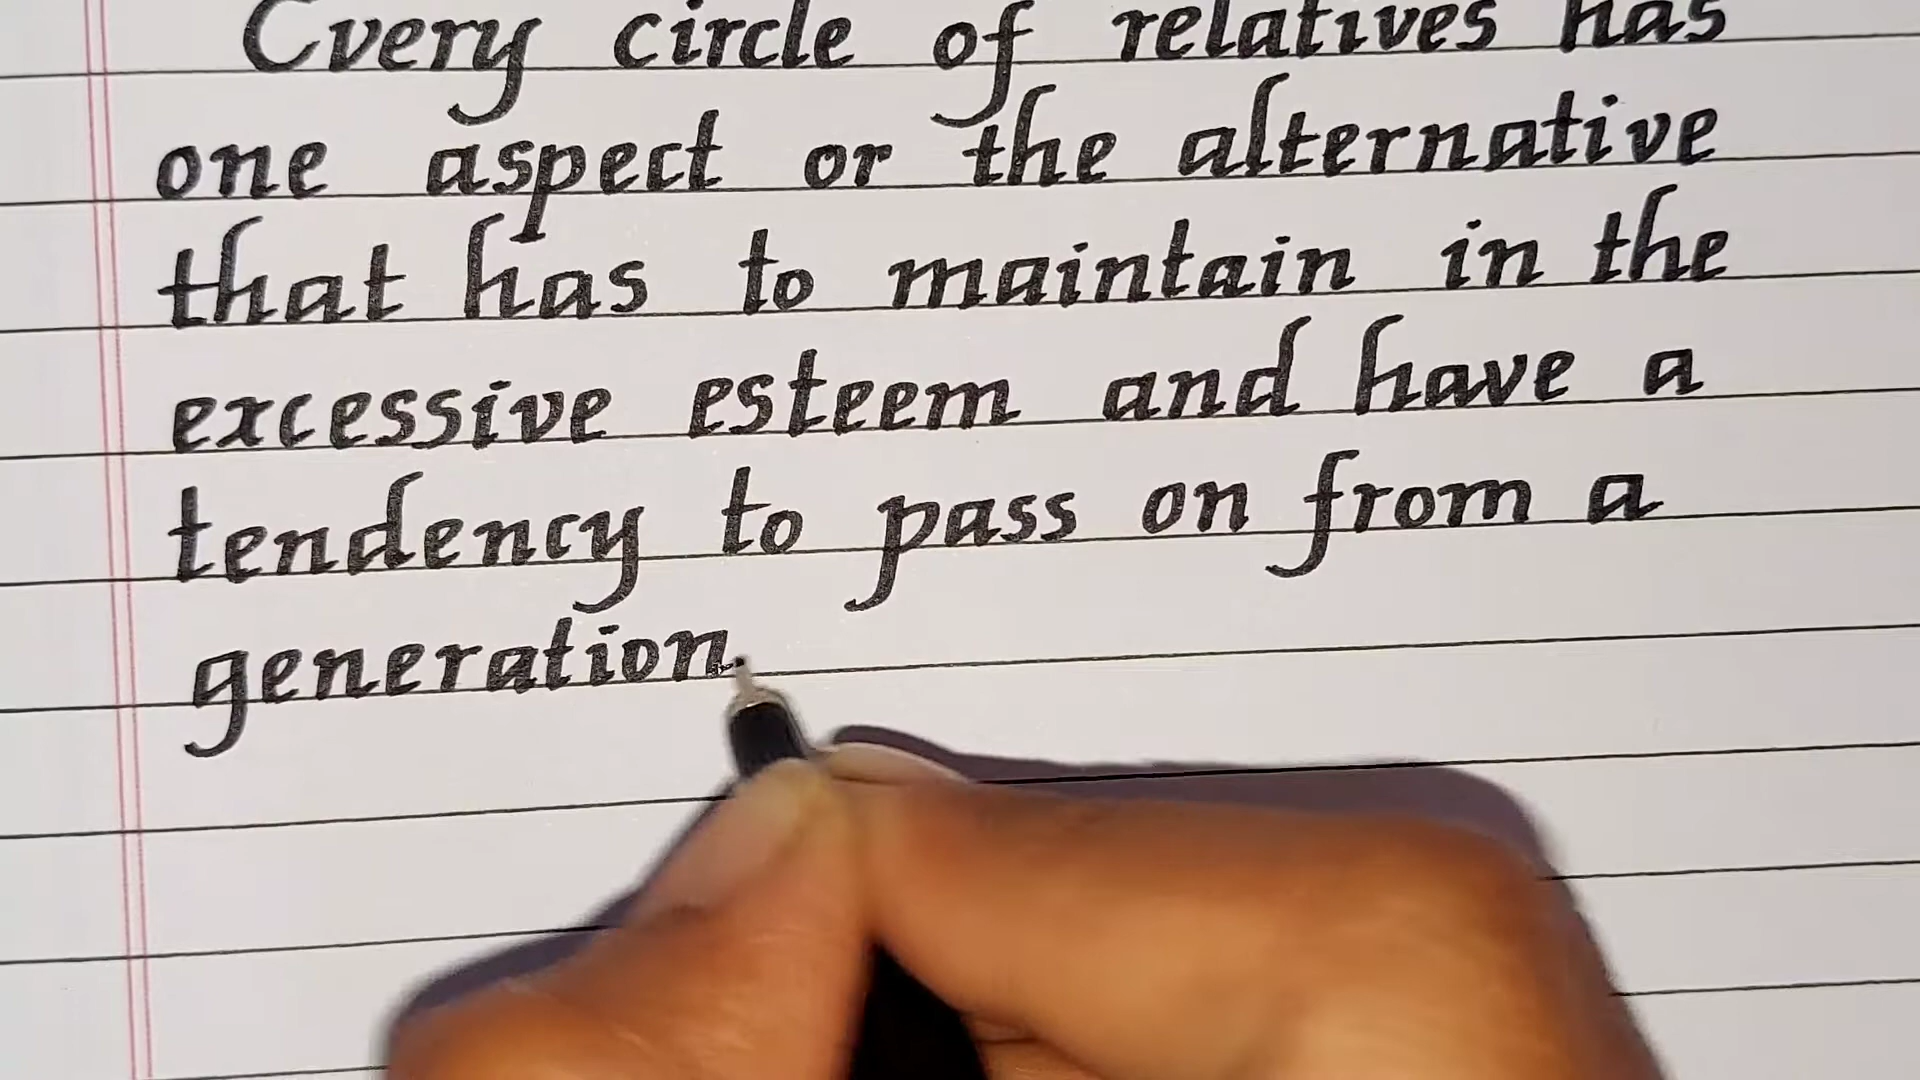 Every circle of relatives has
one aspect or the alternative
that has to maintain in the
excessive esteem and have a
tendency to pass on from a
generation.